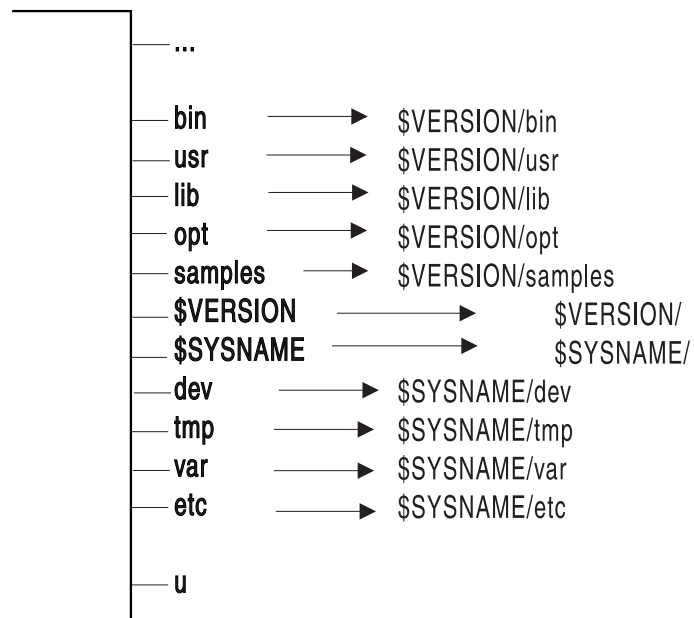 ...
bin $VERSION/bin
usr $VERSION/usr
lib $VERSION/lib
opt $VERSION/opt
samples $VERSION/samples
$VERSION $VERSION/
$SYSNAME $SYSNAME/
dev $SYSNAME/dev
tmp $SYSNAME/tmp
var $SYSNAME/var
etc $SYSNAME/etc
u